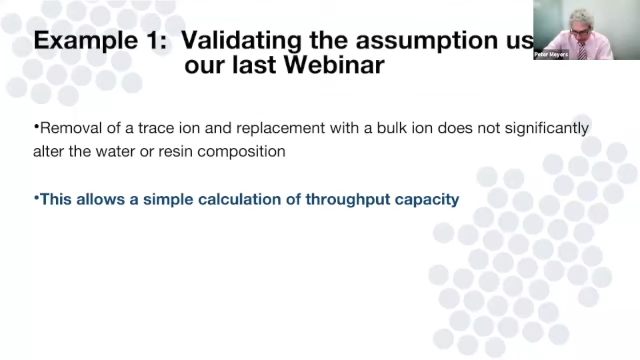 Example 1: Validating the assumption us
our last Webinar
Peter Meyers
•Removal of a trace ion and replacement with a bulk ion does not significantly
alter the water or resin composition
•This allows a simple calculation of throughput capacity